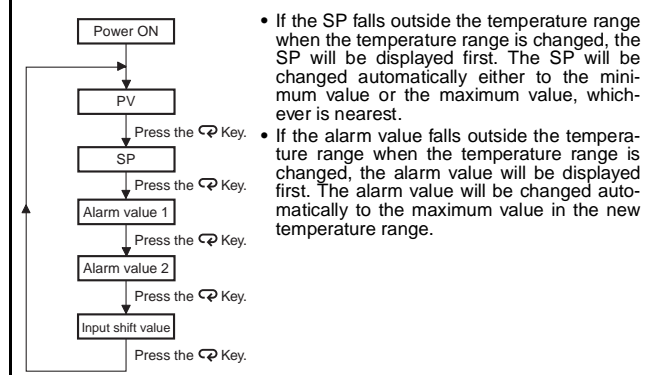 Power ON
PV
Press the Key.
SP
Press the Key.
Alarm value 1
Press the Key.
Alarm value 2
Press the Key.
Input shift value
Press the Key.
• If the SP falls outside the temperature range
when the temperature range is changed, the
SP will be displayed first. The SP will be
changed automatically either to the mini-
mum value or the maximum value, which-
ever is nearest.
• If the alarm value falls outside the tempera-
ture range when the temperature range is
changed, the alarm value will be displayed
first. The alarm value will be changed auto-
matically to the maximum value in the new
temperature range.